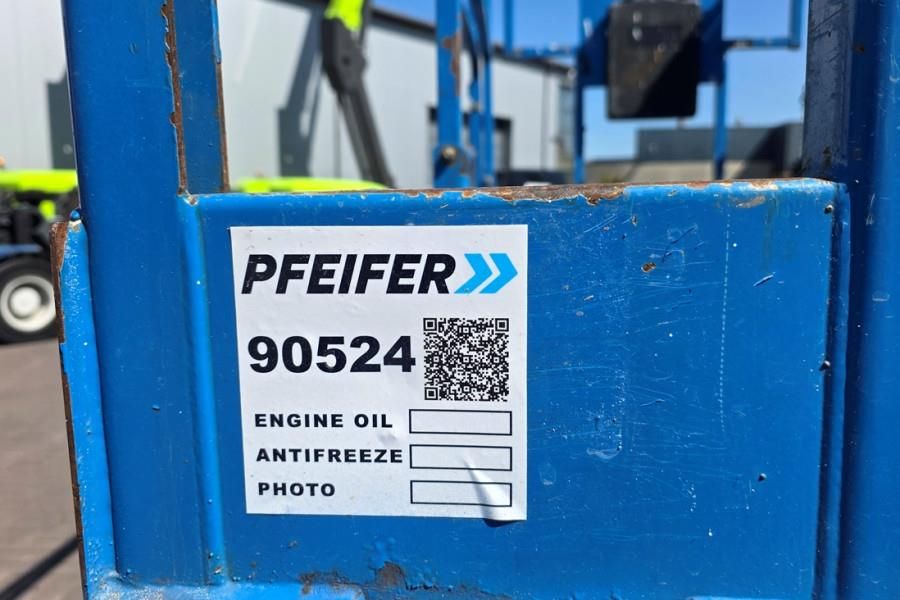 PFEIFER
90524
ENGINE OIL
ANTIFREEZE
PHOTO